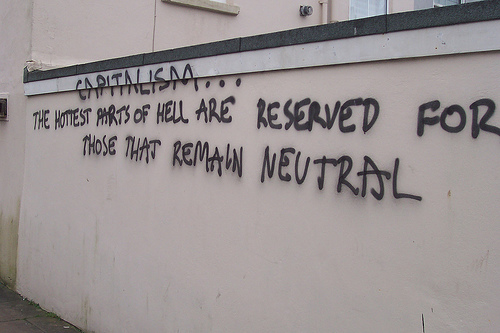 CAPITALISM...
THE HOTTEST PARTS OF HELL ARE RESERVED FOR
THOSE THAT REMAIN NEUTRAL